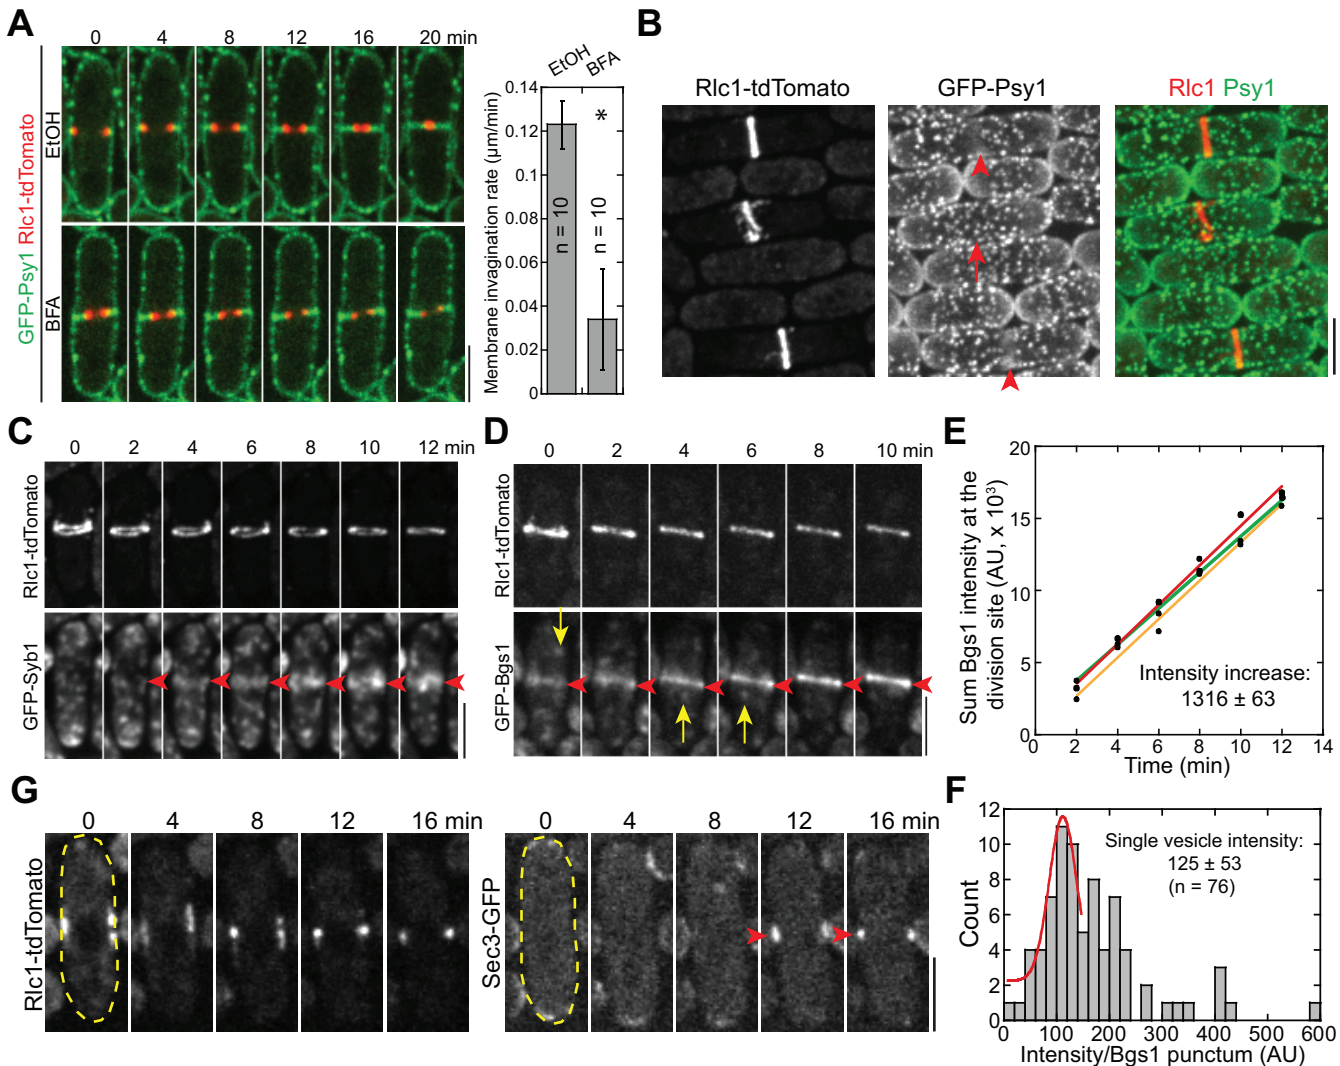 A
0 4 8 12 16 20 min
GFP-Psy1 Rlc1-tdTomato
EtOH
BFA
EtOH BFA
Membrane invagination rate (µm/min)
0.14
0.12
0.10
0.08
0.06
0.04
0.02
0
*
n = 10
n = 10
B
Rlc1-tdTomato GFP-Psy1 Rlc1 Psy1
C
0 2 4 6 8 10 12 min
Rlc1-tdTomato
GFP-Syb1
D
0 2 4 6 8 10 min
Rlc1-tdTomato
GFP-Bgs1
E
Sum Bgs1 intensity at the
division site (AU, x 10³)
20
15
10
5
0
0 2 4 6 8 10 12 14
Time (min)
Intensity increase:
1316 ± 63
G
0 4 8 12 16 min
Rlc1-tdTomato
0 4 8 12 16 min
Sec3-GFP
F
Count
12
10
8
6
4
2
0
0 100 200 300 400 500 600
Intensity/Bgs1 punctum (AU)
Single vesicle intensity:
125 ± 53
(n = 76)